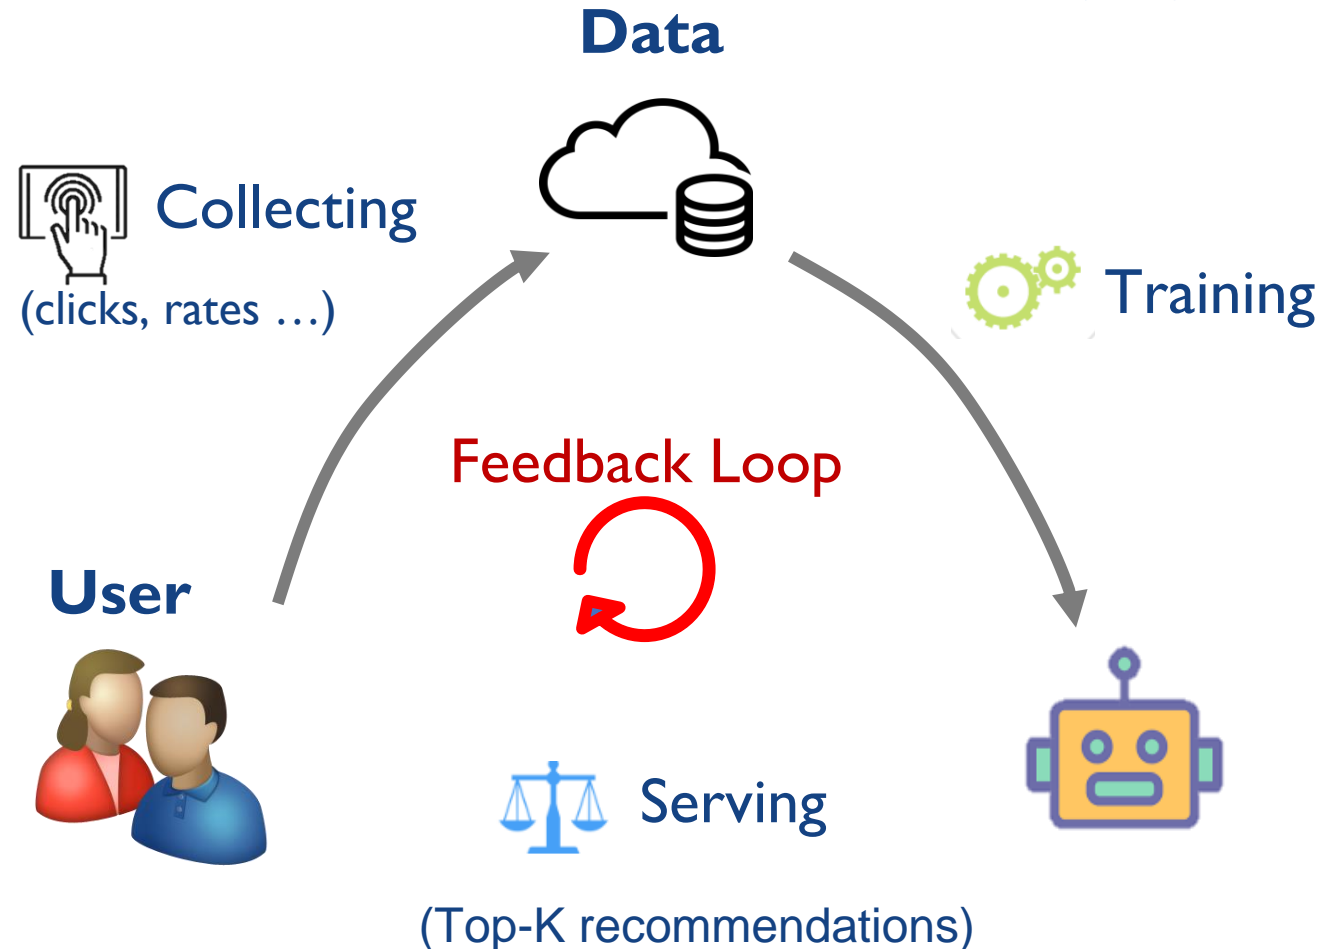 Data
Collecting
(clicks, rates …)
Training
Feedback Loop
User
Serving
(Top-K recommendations)